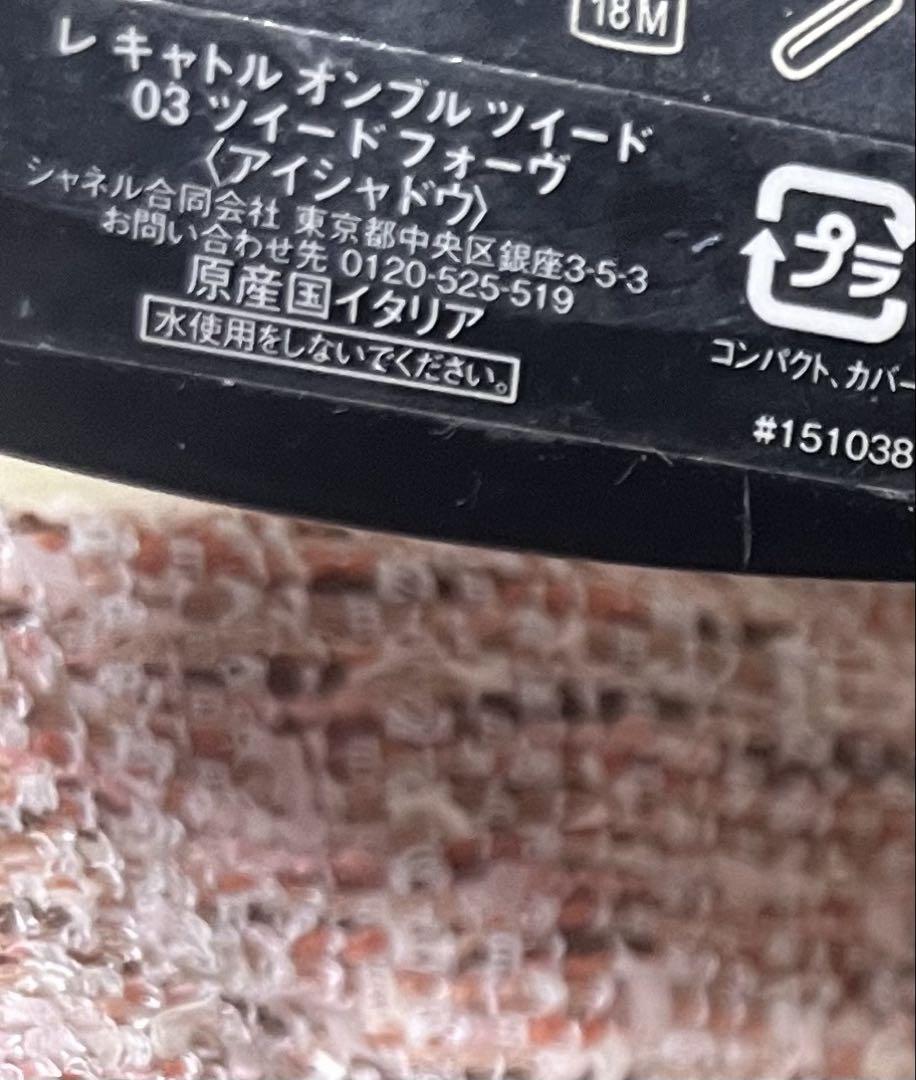 18M
レ キャトル オンブル ツイード
03 ツイード フォーヴ
〈アイシャドウ〉
シャネル合同会社 東京都中央区銀座3-5-3
お問い合わせ先 0120-525-519
原産国イタリア
水使用をしないでください。
プラ
コンパクト、カバー
#151038